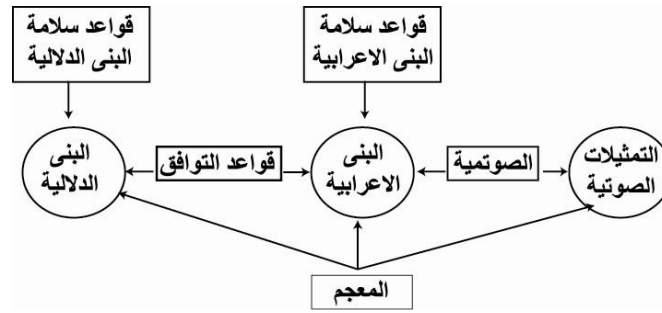 قواعد سلامة
البنى الاعرابية
قواعد سلامة
البنى الدلالية
التمثيلات
الصوتية
الصوتمية
البنى
الاعرابية
قواعد التوافق
البنى
الدلالية
المعجم